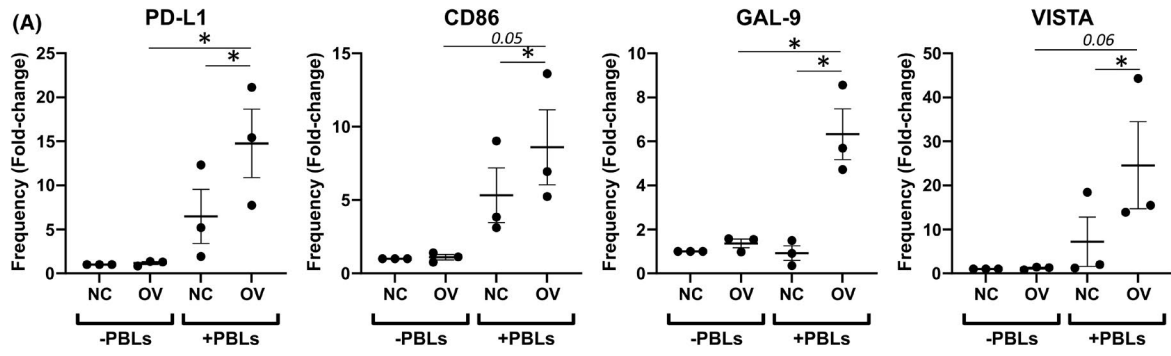 (A)
PD-L1
Frequency (Fold-change)
25
20
15
10
5
0
*
*
NC
OV
NC
OV
-PBLs
+PBLs
CD86
Frequency (Fold-change)
15
10
5
0
0.05
*
NC
OV
NC
OV
-PBLs
+PBLs
GAL-9
Frequency (Fold-change)
10
8
6
4
2
0
*
*
NC
OV
NC
OV
-PBLs
+PBLs
VISTA
Frequency (Fold-change)
50
40
30
20
10
0
0.06
*
NC
OV
NC
OV
-PBLs
+PBLs